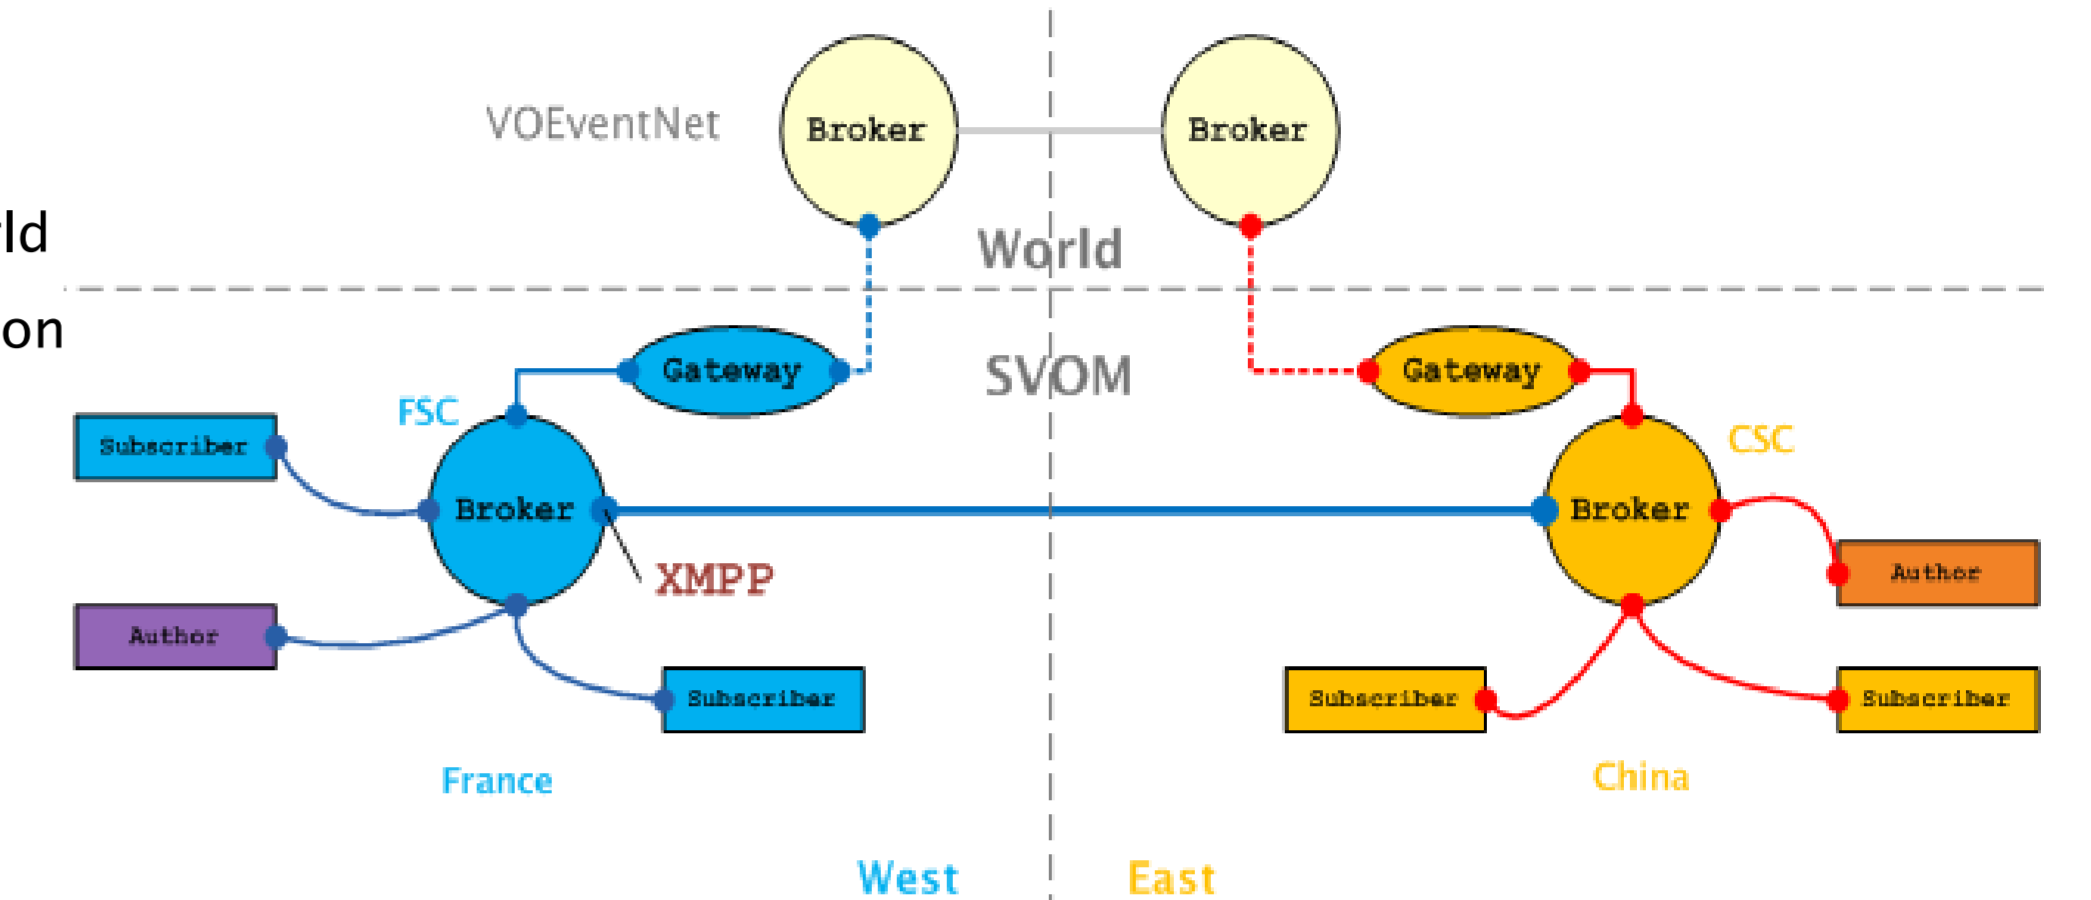 VOEventNet
Broker
Broker
ld
World
on
Gateway
SVOM
Gateway
FSC
CSC
Subscriber
Broker
Broker
XMPP
Author
Author
Subscriber
Subscriber
Subscriber
France
China
West
East